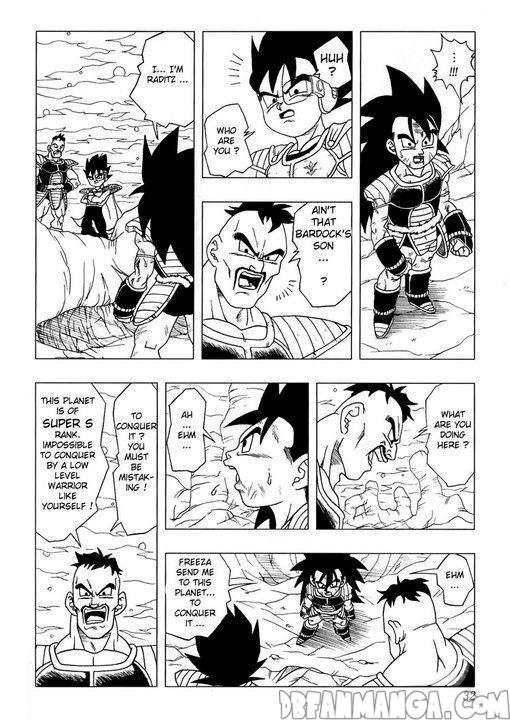 ...
!!!
HUH
?
WHO
ARE
YOU ?
AIN'T
THAT
BARDOCK'S
SON
...
?
I... I'M
RADITZ
...
WHAT
ARE YOU
DOING
HERE ?
AH
...
EHM
...
EHM
...
FREEZA
SEND ME
TO THIS
PLANET...
TO
CONQUER
IT ...
TO
CONQUER
IT ? YOU
MUST BE
MISTAK-
ING !
THIS PLANET
IS OF
SUPER S
RANK.
IMPOSSIBLE
TO CONQUER
BY A LOW
LEVEL
WARRIOR
LIKE
YOURSELF !
32
DBFANMANGA.COM